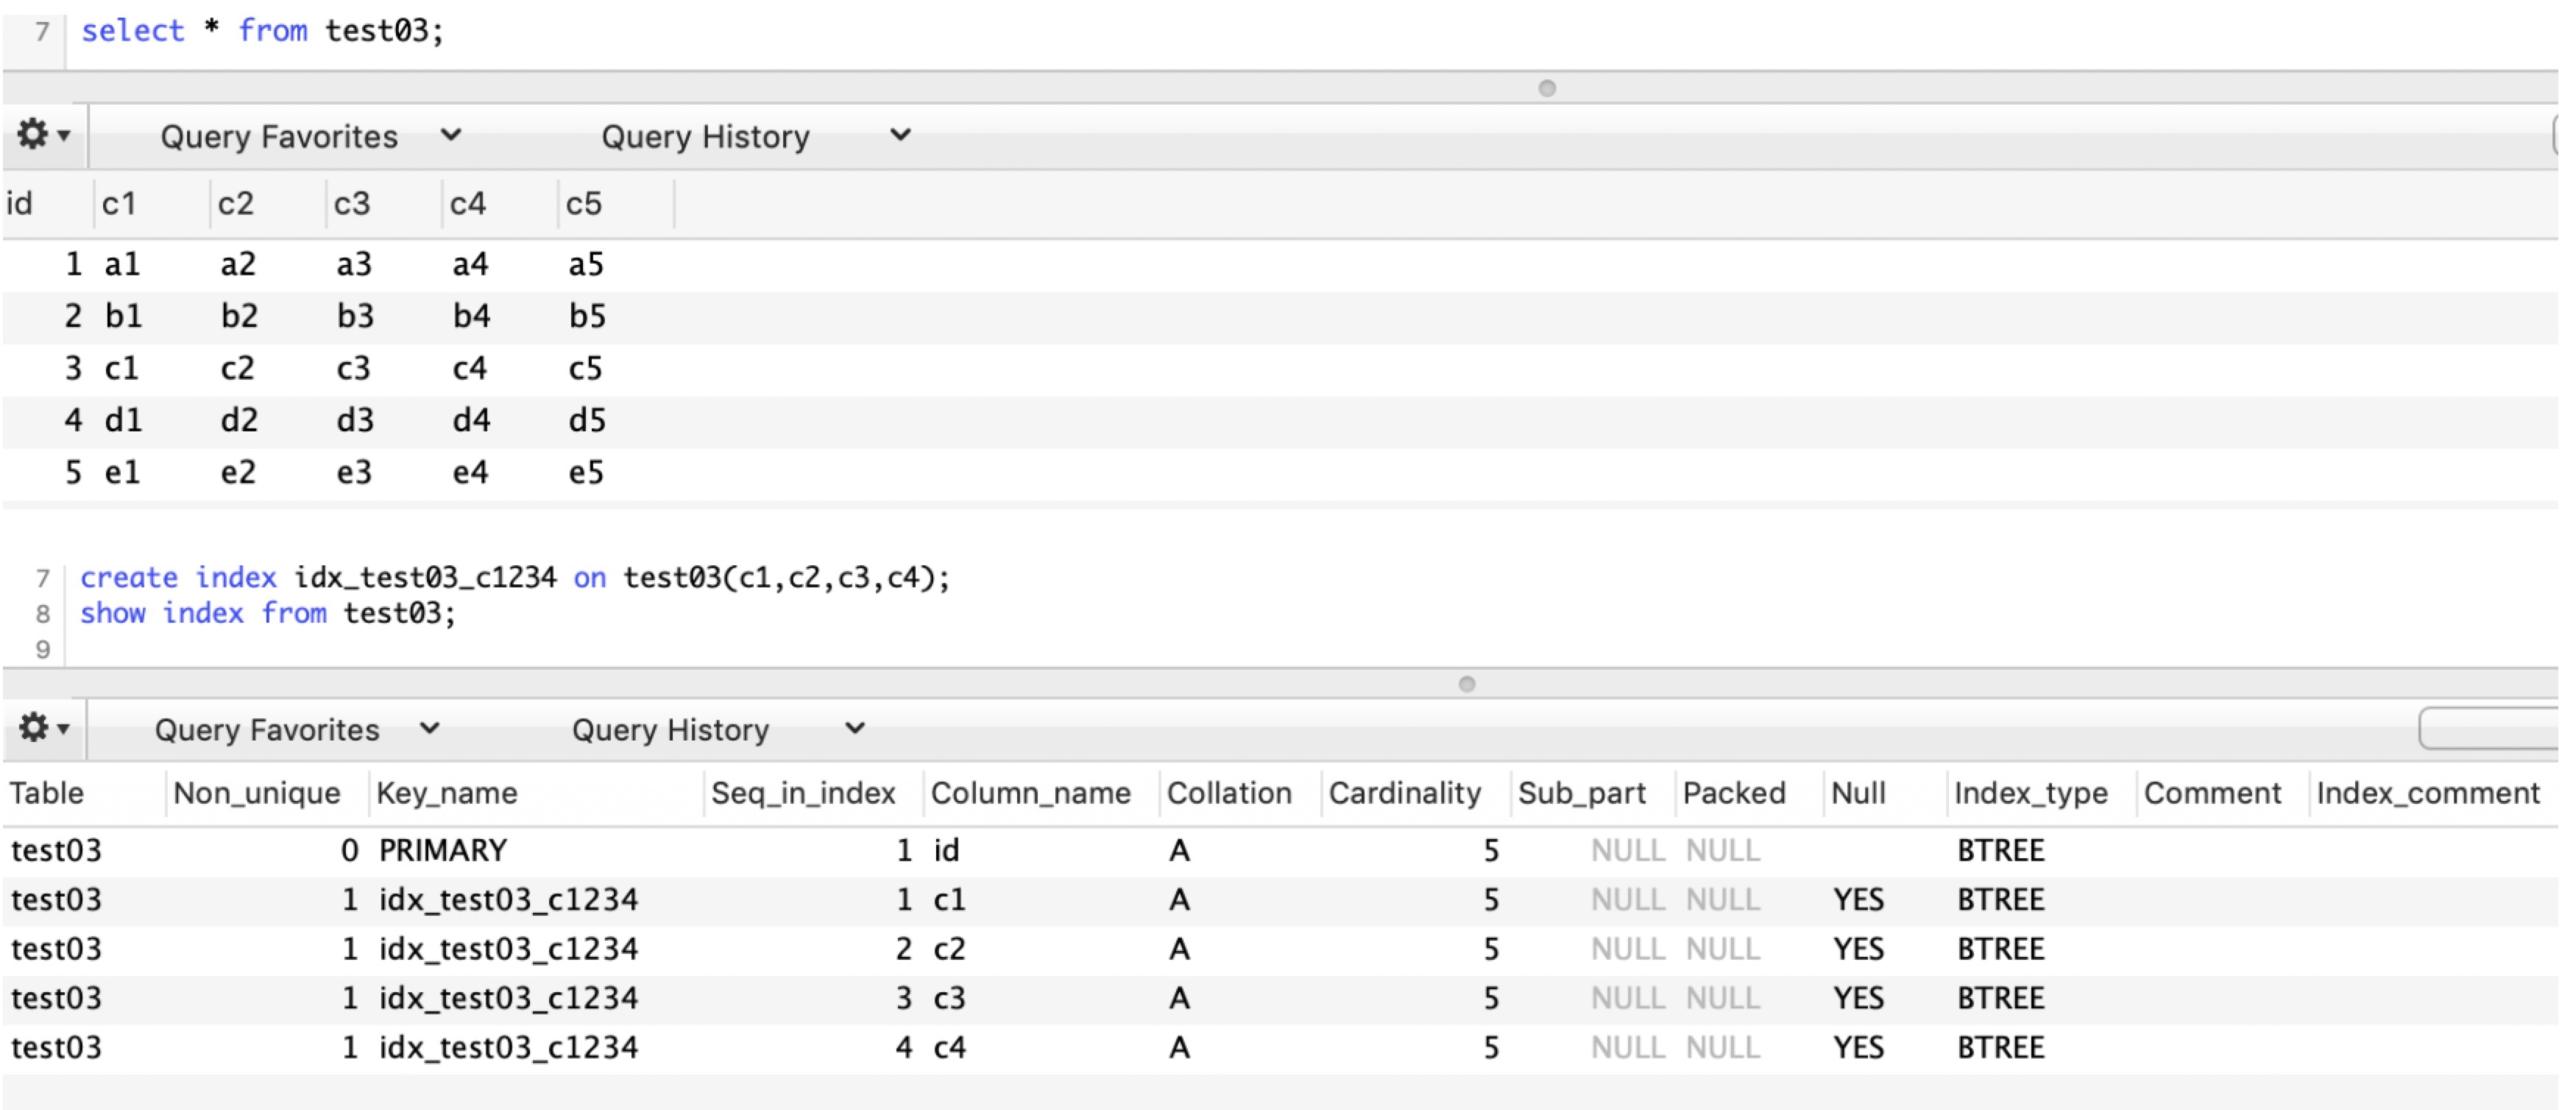 7 select * from test03;
Query Favorites Query History
id c1 c2 c3 c4 c5
1 a1 a2 a3 a4 a5
2 b1 b2 b3 b4 b5
3 c1 c2 c3 c4 c5
4 d1 d2 d3 d4 d5
5 e1 e2 e3 e4 e5
7 create index idx_test03_c1234 on test03(c1,c2,c3,c4);
8 show index from test03;
9
Query Favorites Query History
Table Non_unique Key_name Seq_in_index Column_name Collation Cardinality Sub_part Packed Null Index_type Comment Index_comment
test03 0 PRIMARY 1 id A 5 NULL NULL BTREE
test03 1 idx_test03_c1234 1 c1 A 5 NULL NULL YES BTREE
test03 1 idx_test03_c1234 2 c2 A 5 NULL NULL YES BTREE
test03 1 idx_test03_c1234 3 c3 A 5 NULL NULL YES BTREE
test03 1 idx_test03_c1234 4 c4 A 5 NULL NULL YES BTREE